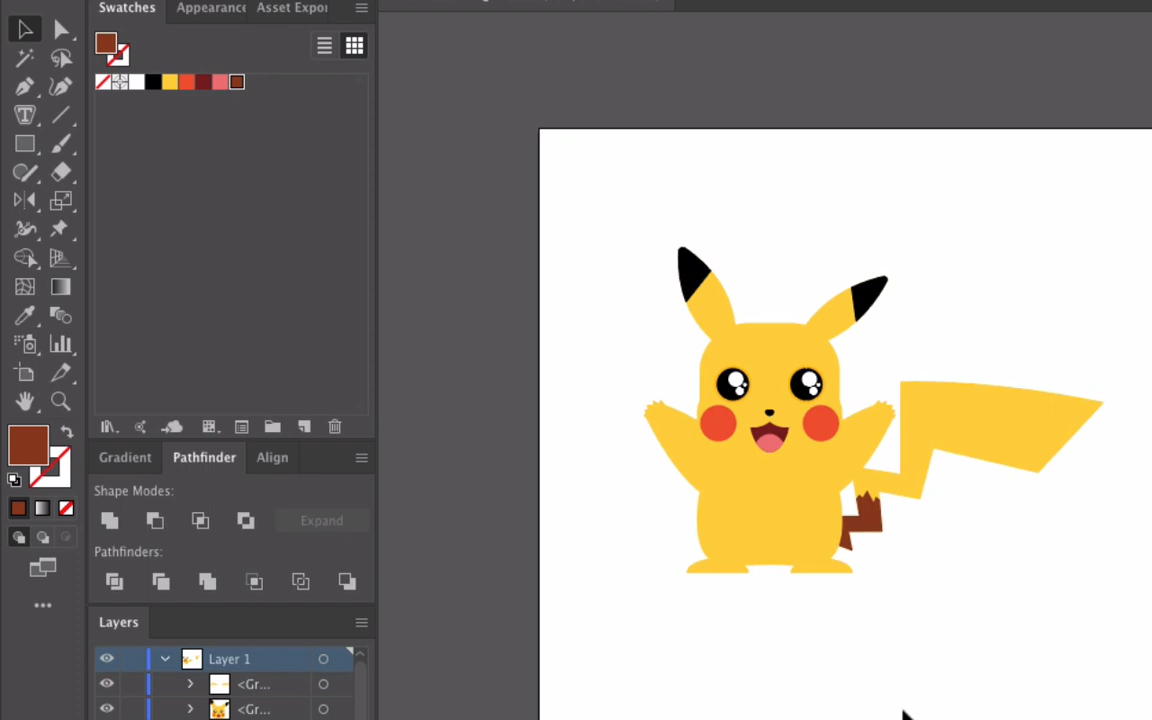 Swatches Appearance Asset Expor
Gradient Pathfinder Align
Shape Modes:
Expand
Pathfinders:
Layers
Layer 1
<Gr...
<Gr...